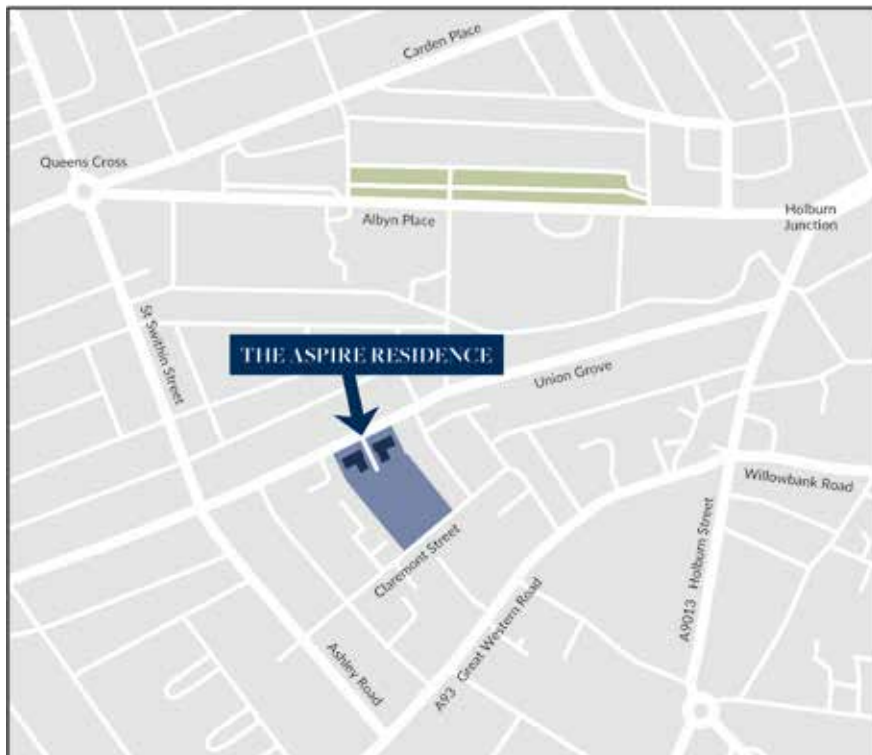 Carden Place
Queens Cross
Albyn Place
Holburn
Junction
St Swithin Street
THE ASPIRE RESIDENCE
Union Grove
Willowbank Road
Claremont Street
A9013 Holburn Street
A93 Great Western Road
Ashley Road